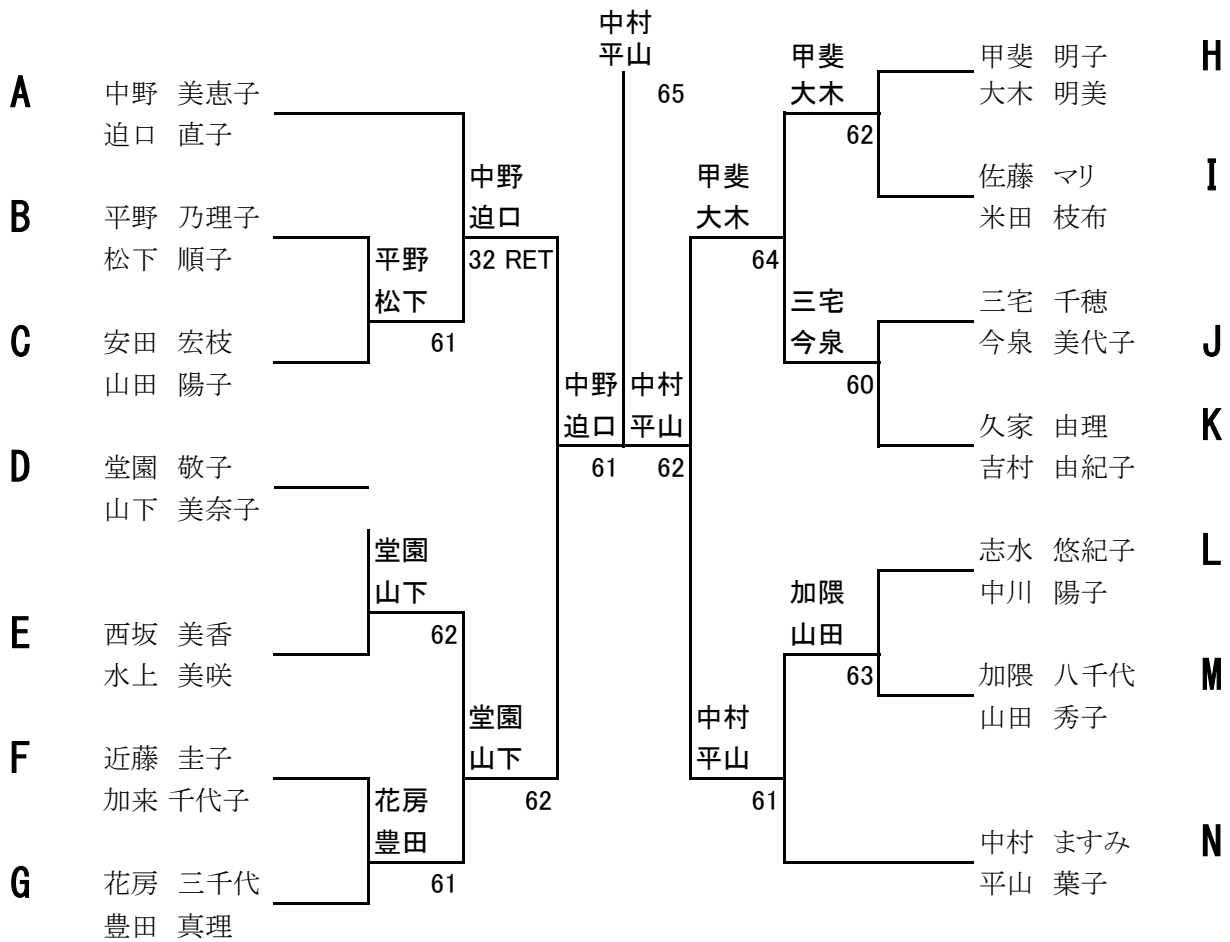 中村
平山
65
A
中野 美恵子
迫口 直子
B
平野 乃理子
松下 順子
C
安田 宏枝
山田 陽子
D
堂園 敬子
山下 美奈子
E
西坂 美香
水上 美咲
F
近藤 圭子
加来 千代子
G
花房 三千代
豊田 真理
平野
松下
61
堂園
山下
62
花房
豊田
61
中野
迫口
32 RET
堂園
山下
62
中野
迫口
61
中村
平山
62
甲斐
大木
64
中村
平山
61
甲斐
大木
62
三宅
今泉
60
加隈
山田
63
甲斐 明子
大木 明美
H
佐藤 マリ
米田 枝布
I
三宅 千穂
今泉 美代子
J
久家 由理
吉村 由紀子
K
志水 悠紀子
中川 陽子
L
加隈 八千代
山田 秀子
M
中村 ますみ
平山 葉子
N